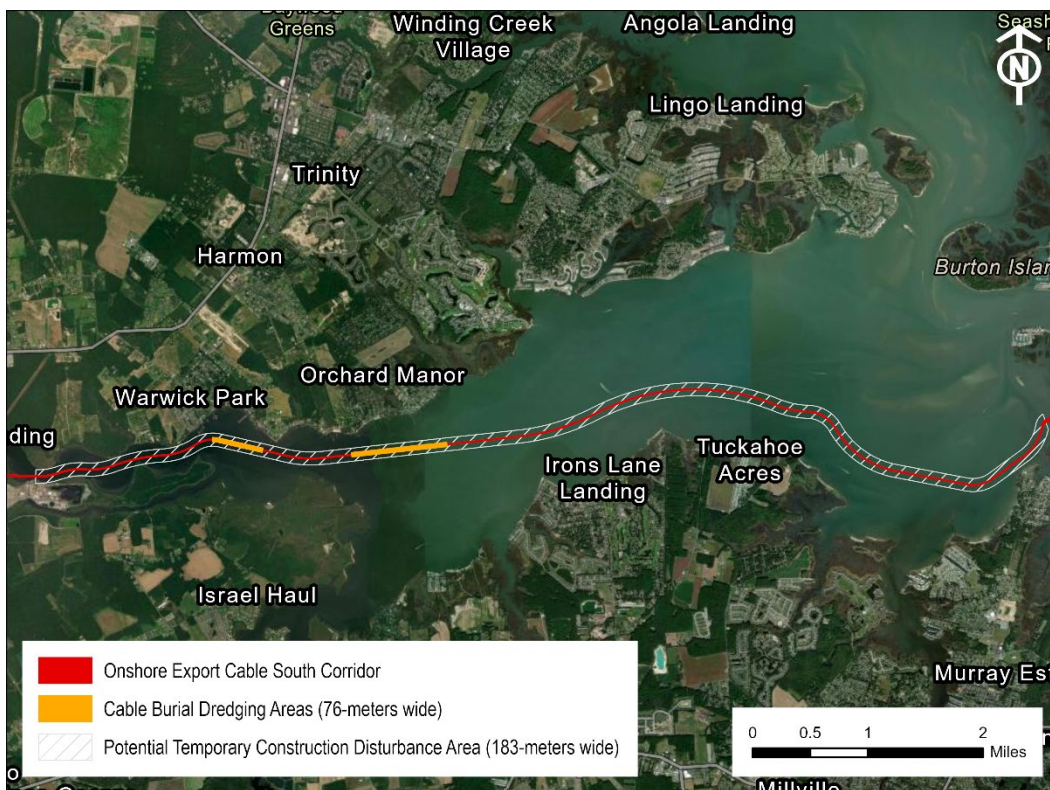 Greens
Winding Creek
Village
Angola Landing
Seash
N
Lingo Landing
Trinity
Harmon
Burton Islan
Orchard Manor
Warwick Park
ding
Irons Lane
Landing
Tuckahoe
Acres
Israel Haul
Murray Est
Onshore Export Cable South Corridor
Cable Burial Dredging Areas (76-meters wide)
Potential Temporary Construction Disturbance Area (183-meters wide)
0 0.5 1 2
Miles
Millville